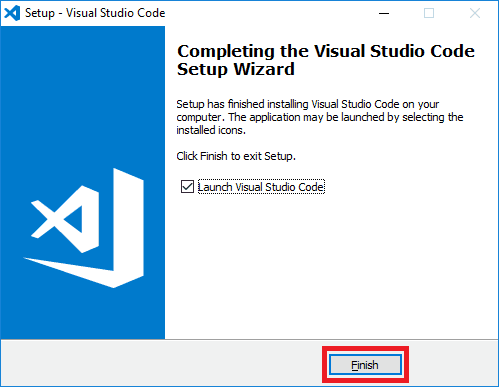 Setup - Visual Studio Code
Completing the Visual Studio Code
Setup Wizard
Setup has finished installing Visual Studio Code on your
computer. The application may be launched by selecting the
installed icons.
Click Finish to exit Setup.
Launch Visual Studio Code
Finish